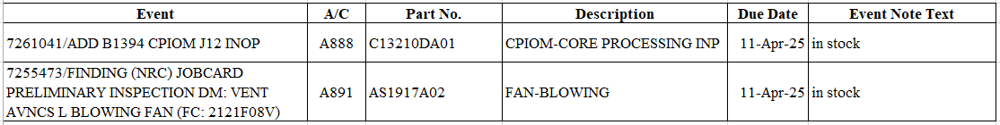 Event A/C Part No. Description Due Date Event Note Text
7261041/ADD B1394 CPIOM J12 INOP A888 C13210DA01 CPIOM-CORE PROCESSING INP 11-Apr-25 in stock
7255473/FINDING (NRC) JOBCARD
PRELIMINARY INSPECTION DM: VENT A891 AS1917A02 FAN-BLOWING 11-Apr-25 in stock
AVNCS L BLOWING FAN (FC: 2121F08V)